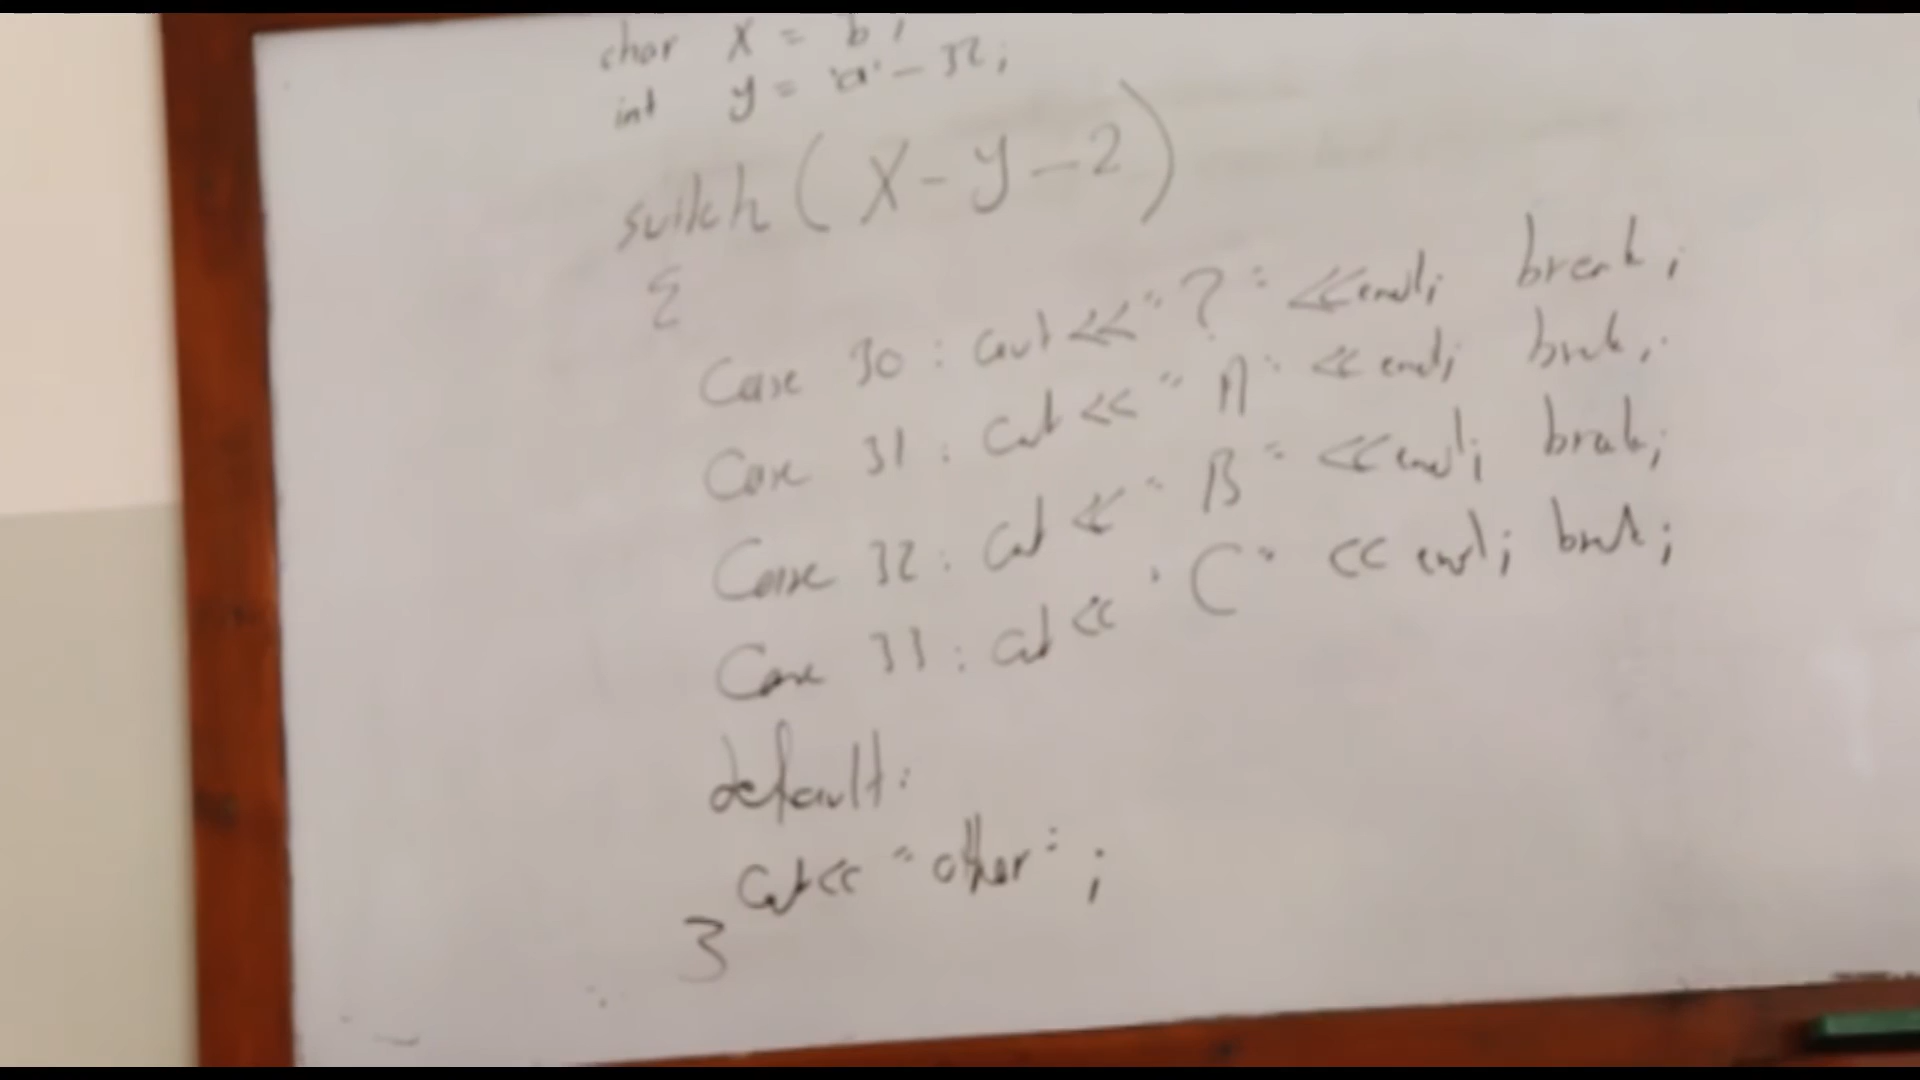 char x = 'b';
int y = 'a' - 32;
switch (x-y-2)
{
Case 30 : cout << "?" << endl; break;
Case 31 : cout << "A" << endl; break;
Case 32 : cout << "B" << endl; break;
Case 33 : cout << "C" << endl; break;
default:
cout << "other" ;
}